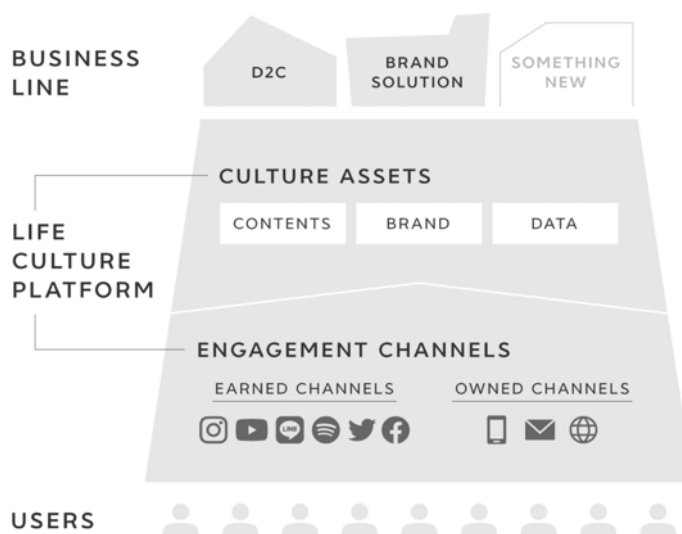 BUSINESS
LINE
D2C
BRAND
SOLUTION
SOMETHING
NEW
CULTURE ASSETS
CONTENTS
BRAND
DATA
LIFE
CULTURE
PLATFORM
ENGAGEMENT CHANNELS
EARNED CHANNELS
OWNED CHANNELS
LINE
USERS